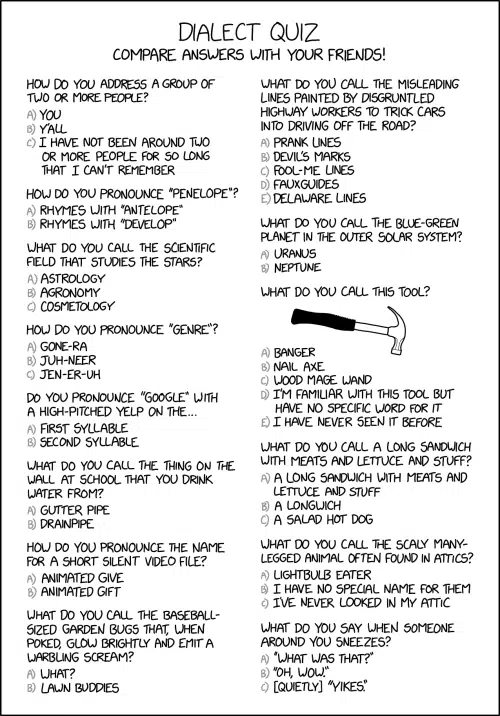 DIALECT QUIZ
COMPARE ANSWERS WITH YOUR FRIENDS!
HOW DO YOU ADDRESS A GROUP OF
TWO OR MORE PEOPLE?
A) YOU
B) Y'ALL
C) I HAVE NOT BEEN AROUND TWO
OR MORE PEOPLE FOR SO LONG
THAT I CAN'T REMEMBER
HOW DO YOU PRONOUNCE "PENELOPE"?
A) RHYMES WITH "ANTELOPE"
B) RHYMES WITH "DEVELOP"
WHAT DO YOU CALL THE SCIENTIFIC
FIELD THAT STUDIES THE STARS?
A) ASTROLOGY
B) AGRONOMY
C) COSMETOLOGY
HOW DO YOU PRONOUNCE "GENRE"?
A) GONE-RA
B) JUH-NEER
C) JEN-ER-UH
DO YOU PRONOUNCE "GOOGLE" WITH
A HIGH-PITCHED YELP ON THE...
A) FIRST SYLLABLE
B) SECOND SYLLABLE
WHAT DO YOU CALL THE THING ON THE
WALL AT SCHOOL THAT YOU DRINK
WATER FROM?
A) GUTTER PIPE
B) DRAINPIPE
HOW DO YOU PRONOUNCE THE NAME
FOR A SHORT SILENT VIDEO FILE?
A) ANIMATED GIVE
B) ANIMATED GIFT
WHAT DO YOU CALL THE BASEBALL-
SIZED GARDEN BUGS THAT, WHEN
POKED, GLOW BRIGHTLY AND EMIT A
WARBLING SCREAM?
A) WHAT?
B) LAWN BUDDIES
WHAT DO YOU CALL THE MISLEADING
LINES PAINTED BY DISGRUNTLED
HIGHWAY WORKERS TO TRICK CARS
INTO DRIVING OFF THE ROAD?
A) PRANK LINES
B) DEVIL'S MARKS
C) FOOL-ME LINES
D) FAUXGUIDES
E) DELAWARE LINES
WHAT DO YOU CALL THE BLUE-GREEN
PLANET IN THE OUTER SOLAR SYSTEM?
A) URANUS
B) NEPTUNE
WHAT DO YOU CALL THIS TOOL?
A) BANGER
B) NAIL AXE
C) WOOD MAGE WAND
D) I'M FAMILIAR WITH THIS TOOL BUT
HAVE NO SPECIFIC WORD FOR IT
E) I HAVE NEVER SEEN IT BEFORE
WHAT DO YOU CALL A LONG SANDWICH
WITH MEATS AND LETTUCE AND STUFF?
A) A LONG SANDWICH WITH MEATS AND
LETTUCE AND STUFF
B) A LONGWICH
C) A SALAD HOT DOG
WHAT DO YOU CALL THE SCALY MANY-
LEGGED ANIMAL OFTEN FOUND IN ATTICS?
A) LIGHTBULB EATER
B) I HAVE NO SPECIAL NAME FOR THEM
C) I'VE NEVER LOOKED IN MY ATTIC
WHAT DO YOU SAY WHEN SOMEONE
AROUND YOU SNEEZES?
A) "WHAT WAS THAT?"
B) "OH, WOW."
C) [QUIETLY] "YIKES."